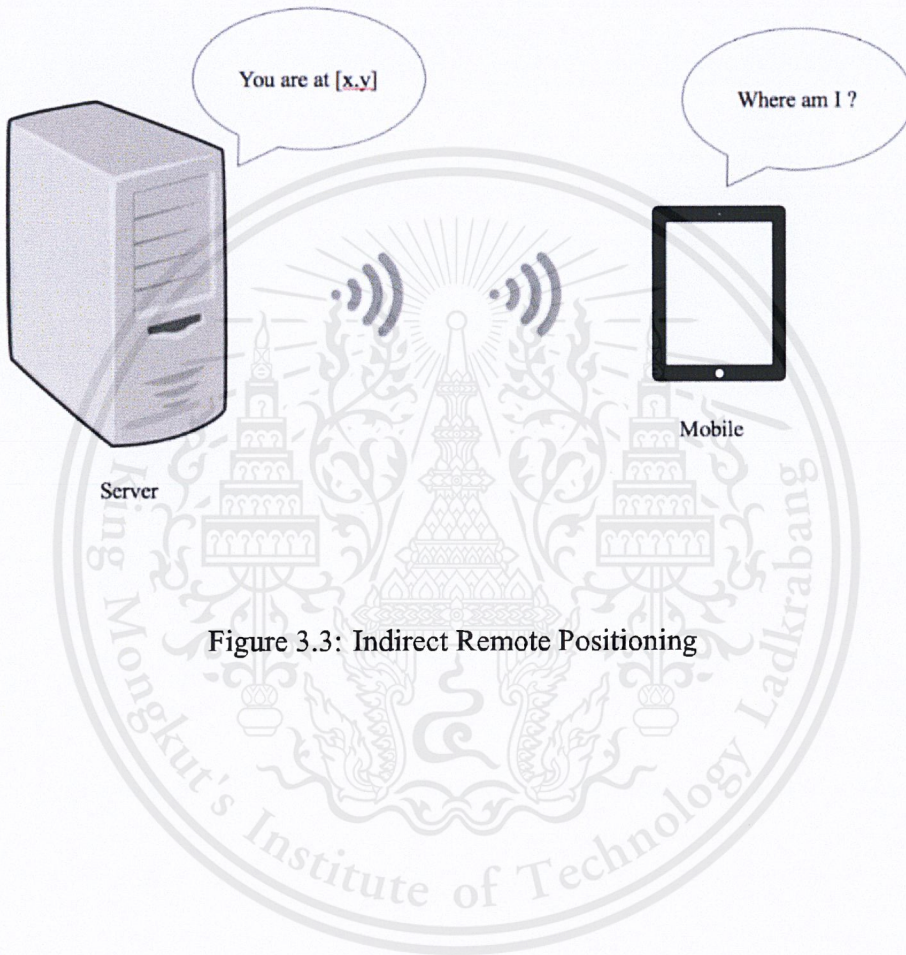 You are at [x.y]
Where am I ?
Mobile
Server
Figure 3.3: Indirect Remote Positioning
King Mongkut's Institute of Technology Ladkrabang